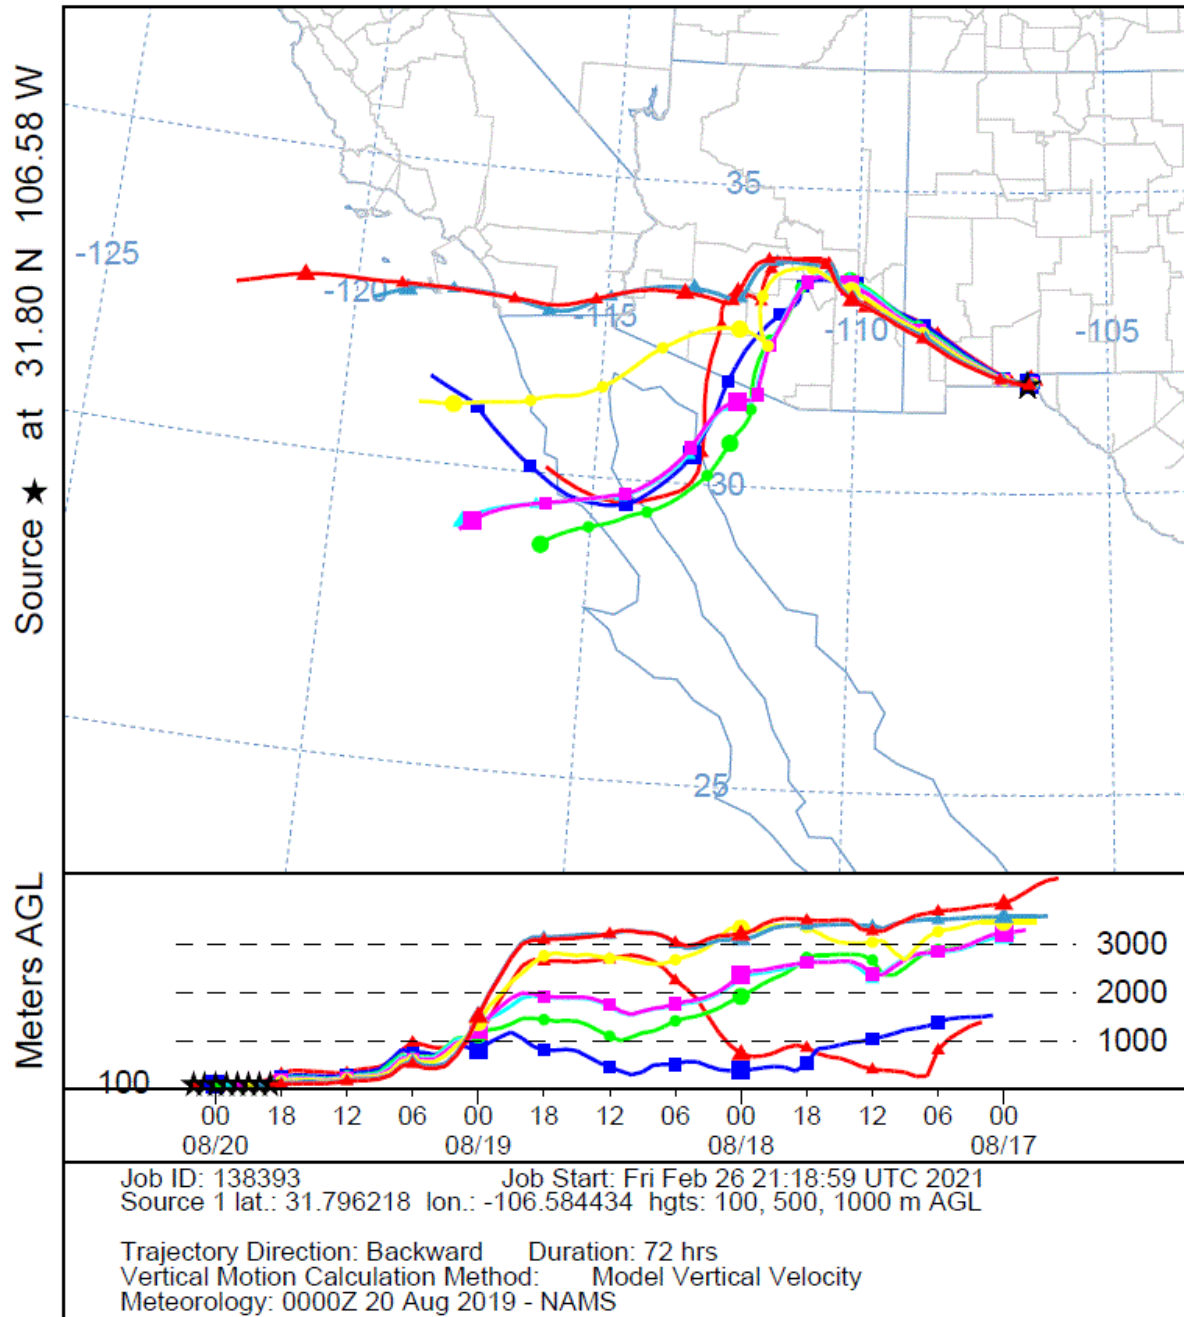 Source ★ at 31.80 N 106.58 W
-125
-120
-115
-110
-105
35
30
25
Meters AGL
3000
2000
1000
100
00 18 12 06 00 18 12 06 00 18 12 06 00
08/20 08/19 08/18 08/17
Job ID: 138393 Job Start: Fri Feb 26 21:18:59 UTC 2021
Source 1 lat.: 31.796218 lon.: -106.584434 hgts: 100, 500, 1000 m AGL
Trajectory Direction: Backward Duration: 72 hrs
Vertical Motion Calculation Method: Model Vertical Velocity
Meteorology: 0000Z 20 Aug 2019 - NAMS